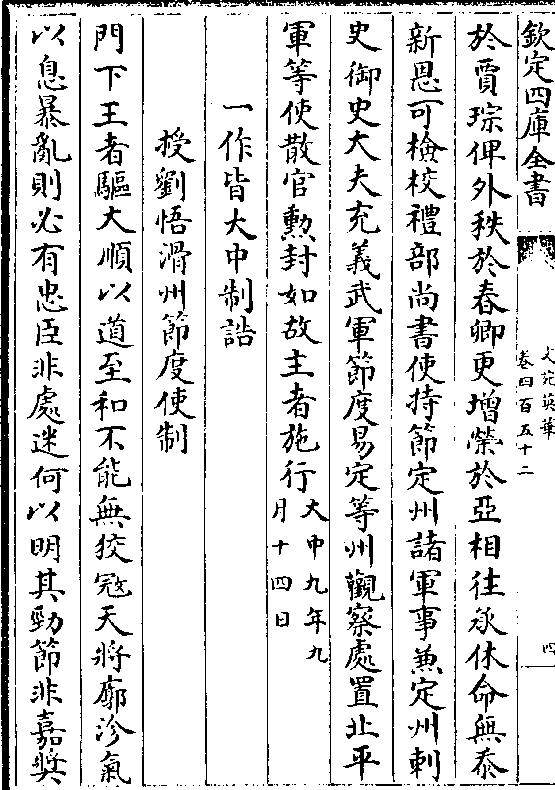 欽定四庫全書
文苑英華
卷四百五十二
四
於賈琮俾外秩於春卿更增榮於亞相往承休命無忝
新恩可檢校禮部尚書使持節定州諸軍事兼定州刺
史御史大夫充義武軍節度易定等州觀察處置北平
軍等使散官勲封如故主者施行大中九年九
月十四日
一作皆大中制誥
授劉悟滑州節度使制
門下王者驅大順以道至和不能無狡冦天將廓沴氣
以息暴亂則必有忠臣非處迷何以明其勁節非嘉奬